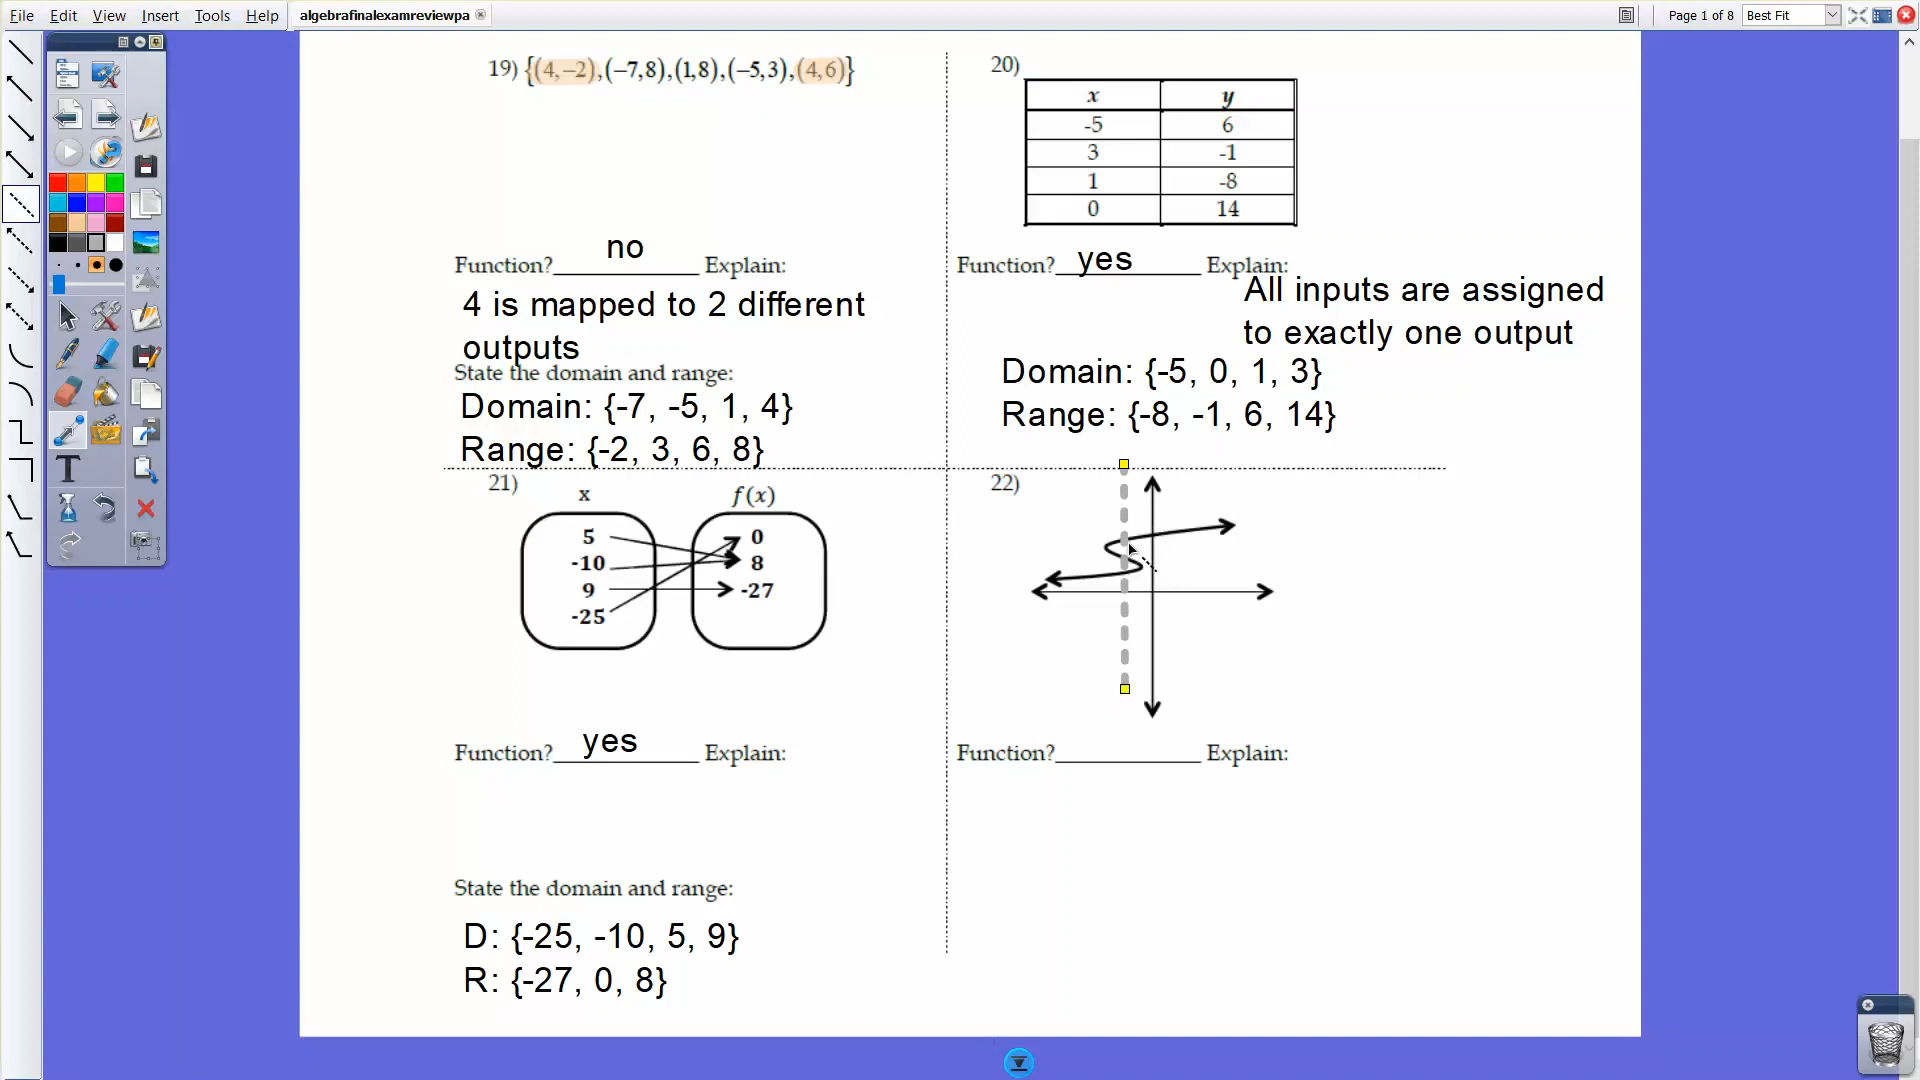 File Edit View Insert Tools Help algebrafinalexamreviewpa Page 1 of 8 Best Fit
19) {(4,−2),(−7,8),(1,8),(−5,3),(4,6)}
Function? no Explain:
4 is mapped to 2 different
outputs
State the domain and range:
Domain: {-7, -5, 1, 4}
Range: {-2, 3, 6, 8}
20)
x y
-5 6
3 -1
1 -8
0 14
Function? yes Explain:
All inputs are assigned
to exactly one output
Domain: {-5, 0, 1, 3}
Range: {-8, -1, 6, 14}
21)
x f(x)
5 0
-10 8
9 -27
-25
Function? yes Explain:
State the domain and range:
D: {-25, -10, 5, 9}
R: {-27, 0, 8}
22)
Function? Explain:
T